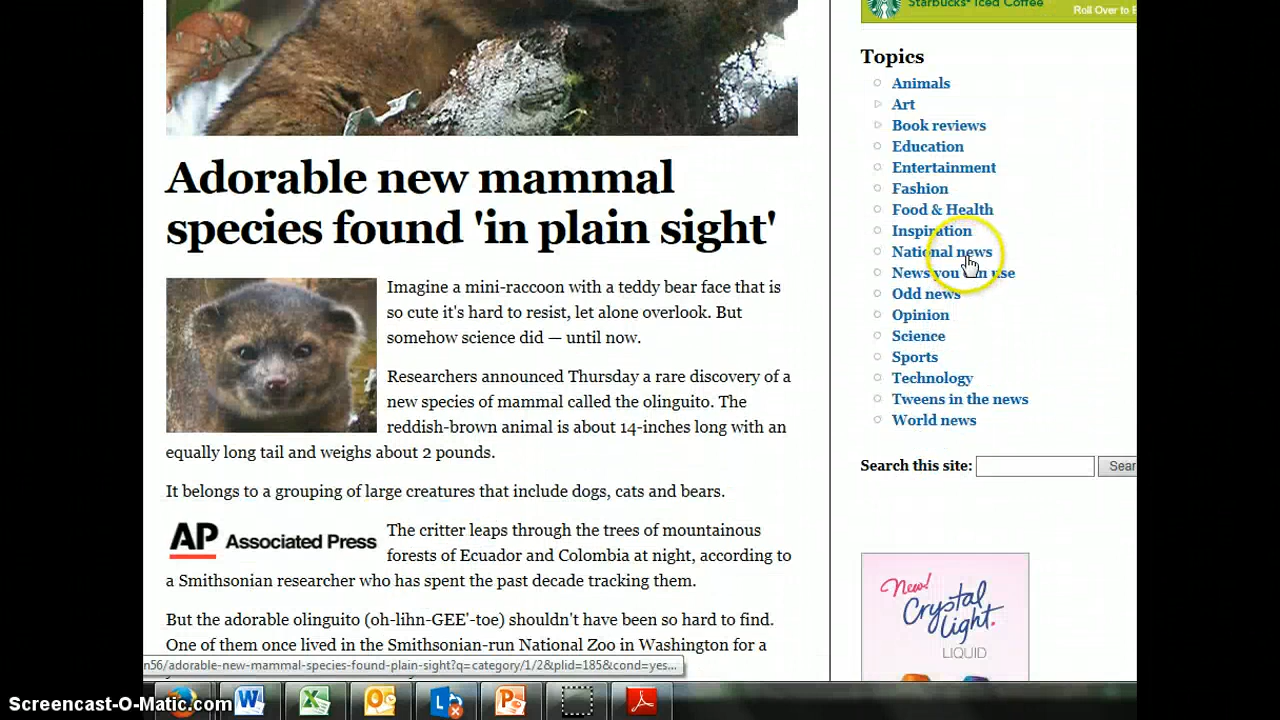 Starbucks® Iced Coffee
Roll Over to E
Adorable new mammal
species found 'in plain sight'
Imagine a mini-raccoon with a teddy bear face that is
so cute it's hard to resist, let alone overlook. But
somehow science did — until now.
Researchers announced Thursday a rare discovery of a
new species of mammal called the olinguito. The
reddish-brown animal is about 14-inches long with an
equally long tail and weighs about 2 pounds.
It belongs to a grouping of large creatures that include dogs, cats and bears.
AP Associated Press
The critter leaps through the trees of mountainous
forests of Ecuador and Colombia at night, according to
a Smithsonian researcher who has spent the past decade tracking them.
But the adorable olinguito (oh-lihn-GEE'-toe) shouldn't have been so hard to find.
One of them once lived in the Smithsonian-run National Zoo in Washington for a
n56/adorable-new-mammal-species-found-plain-sight?q=category/1/2&plid=185&cond=yes...
Topics
Animals
Art
Book reviews
Education
Entertainment
Fashion
Food & Health
Inspiration
National news
News you can use
Odd news
Opinion
Science
Sports
Technology
Tweens in the news
World news
Search this site:
Sear
New!
Crystal
light.
LIQUID
Screencast-O-Matic.com